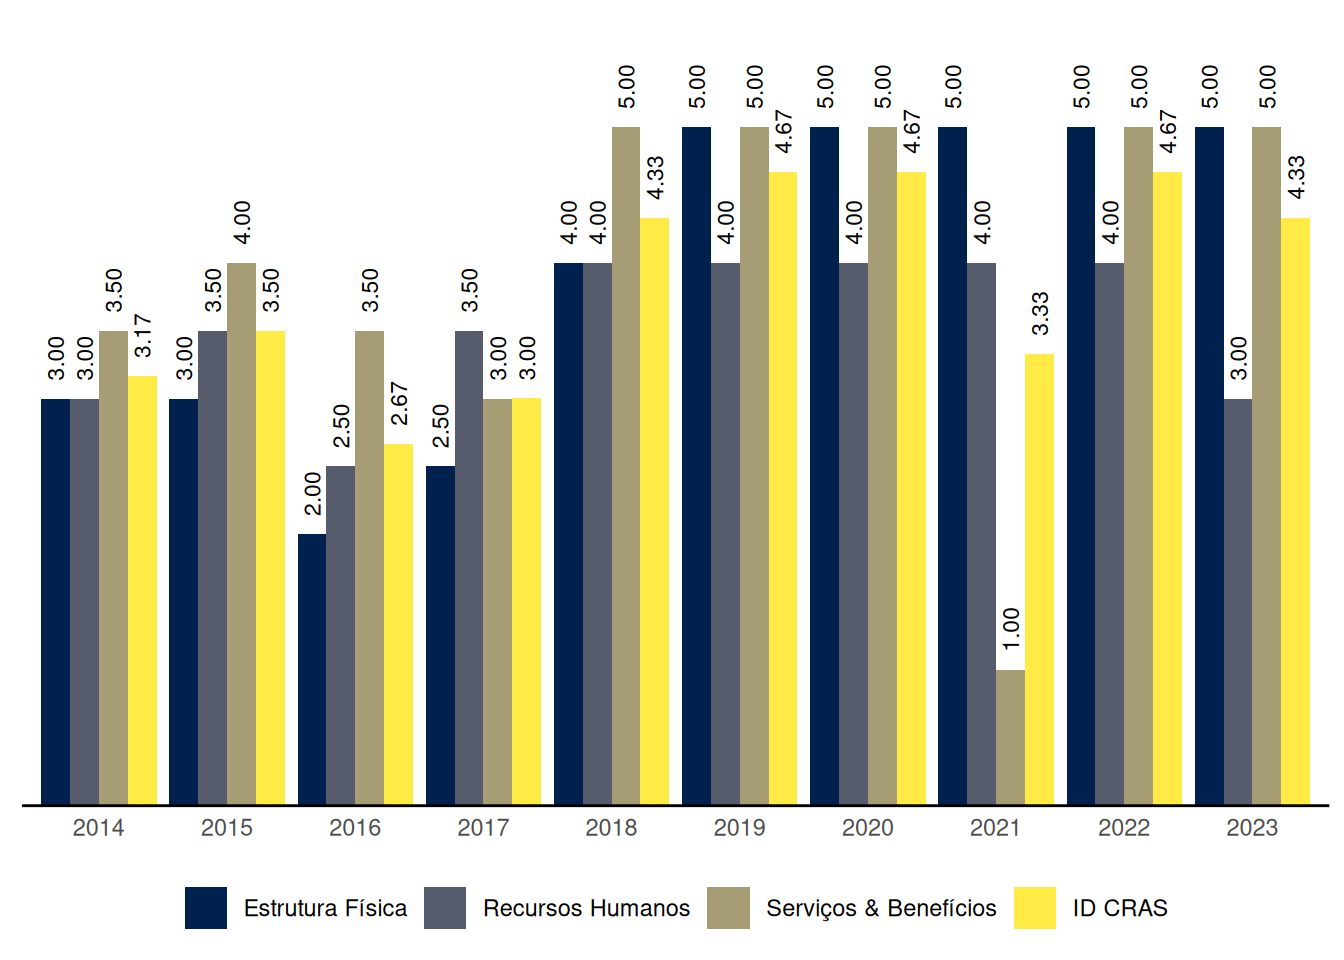 3.00 3.00 3.50 3.17
3.00 3.50 4.00 3.50
2.00 2.50 3.50 2.67
2.50 3.50 3.00 3.00
4.00 4.00 5.00 4.33
5.00 4.00 5.00 4.67
5.00 4.00 5.00 4.67
5.00 4.00 1.00 3.33
5.00 4.00 5.00 4.67
5.00 3.00 5.00 4.33
2014 2015 2016 2017 2018 2019 2020 2021 2022 2023
Estrutura Física Recursos Humanos Serviços & Benefícios ID CRAS